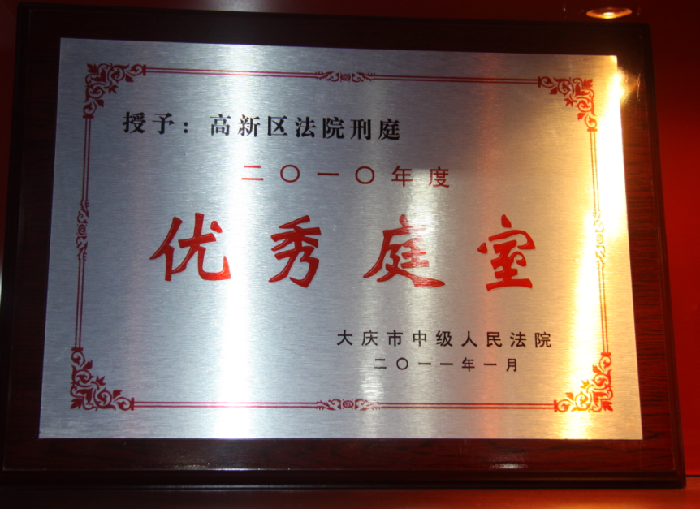 授予：高新区法院刑庭
二〇一〇年度
优秀庭室
大庆市中级人民法院
二〇一一年一月